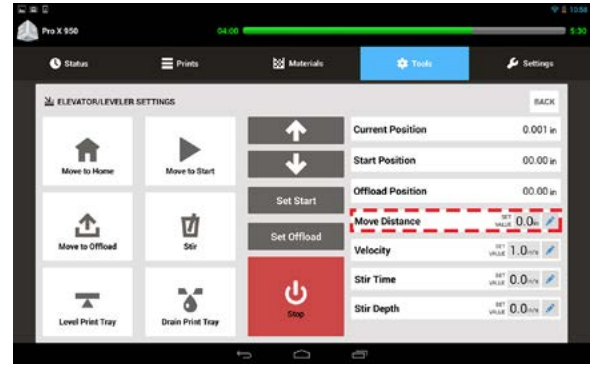 10:58
Pro X 950
04:00
5:30
Status
Prints
Materials
Tools
Settings
ELEVATOR/LEVELER SETTINGS
BACK
Move to Home
Move to Start
Current Position
0.001 in
Start Position
00.00 in
Set Start
Offload Position
00.00 in
Move to Offload
Stir
Set Offload
Move Distance
SET VALUE 0.0in
Velocity
SET VALUE 1.0
Stir Time
SET VALUE 0.0
Level Print Tray
Drain Print Tray
Stop
Stir Depth
SET VALUE 0.0